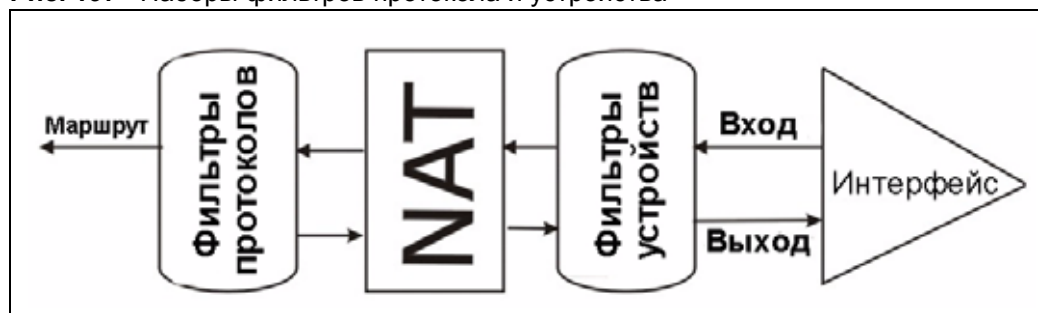 Маршрут
Фильтры
протоколов
NAT
Фильтры
устройств
Вход
Выход
Интерфейс